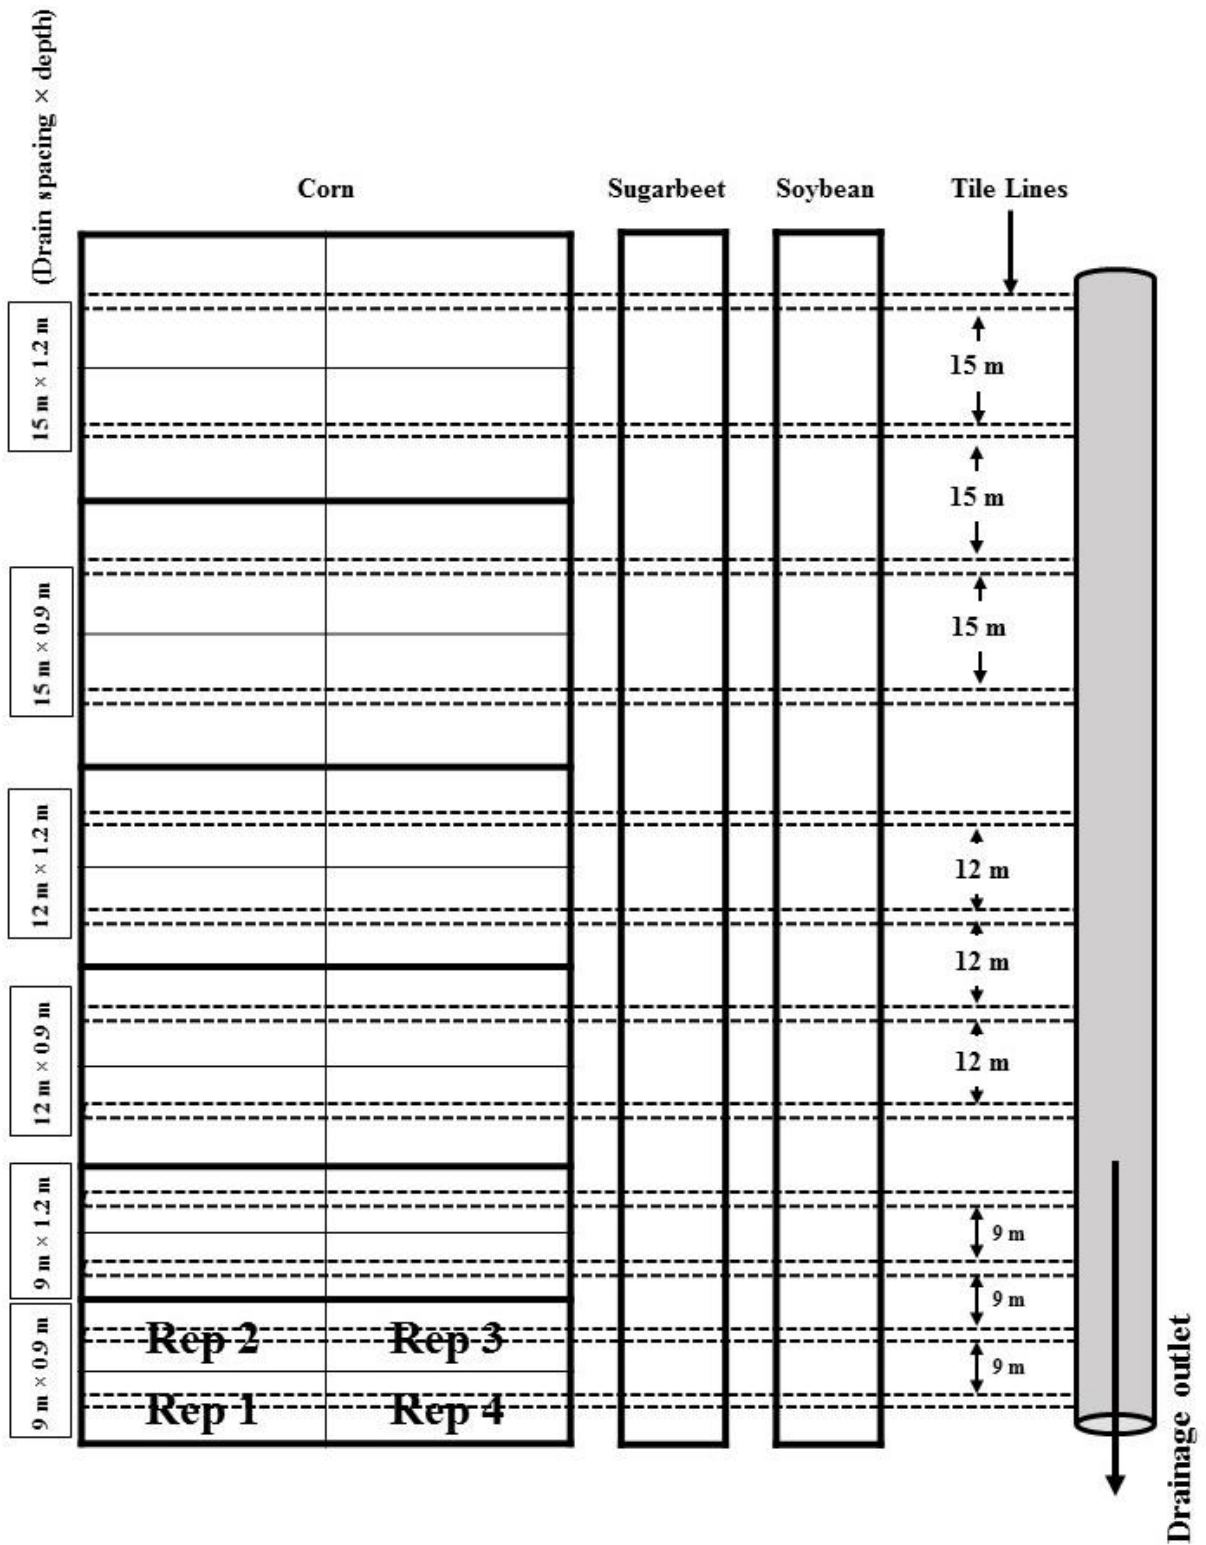 (Drain spacing × depth)
Corn
Sugarbeet
Soybean
Tile Lines
15 m × 1.2 m
15 m
15 m
15 m × 0.9 m
15 m
12 m × 1.2 m
12 m
12 m
12 m × 0.9 m
12 m
9 m × 1.2 m
9 m
9 m
9 m × 0.9 m
Rep 2
Rep 3
9 m
Rep 1
Rep 4
Drainage outlet